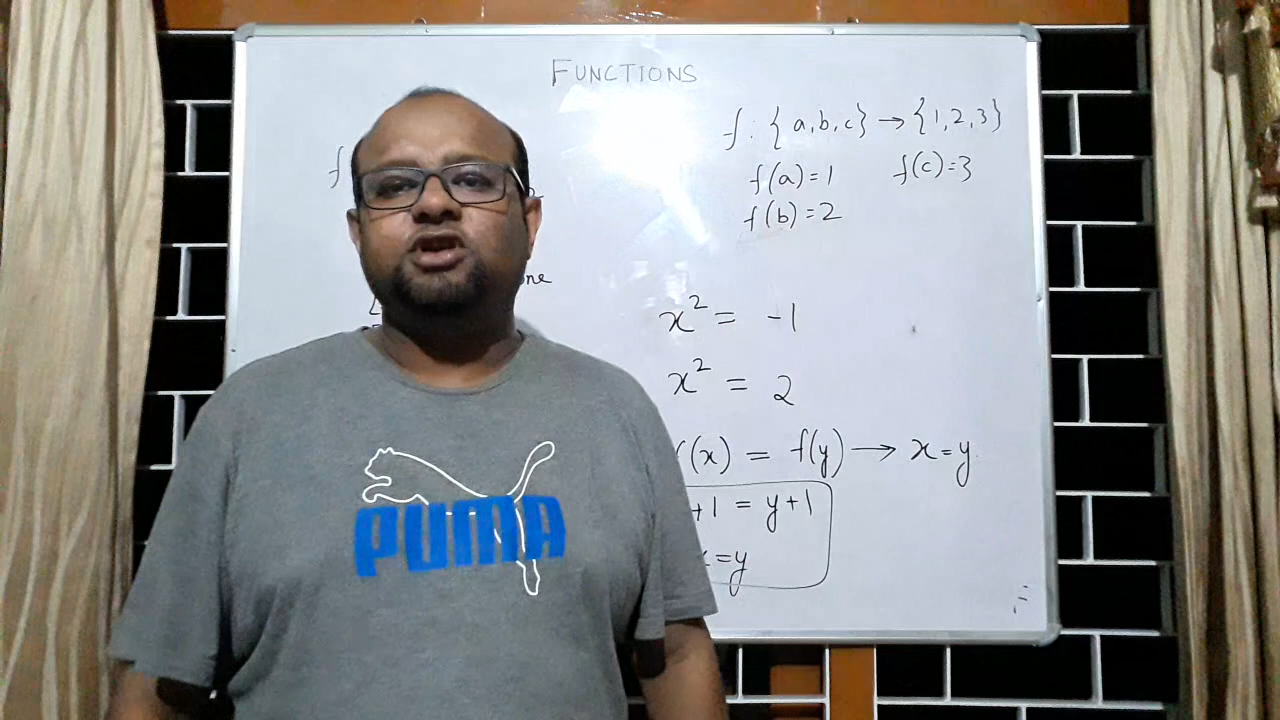 FUNCTIONS
f: {a,b,c} → {1,2,3}
f(a)=1 f(c)=3
f(b)=2
x² = -1
x² = 2
f(x) = f(y) → x=y
+1 = y+1
x=y
PUMA